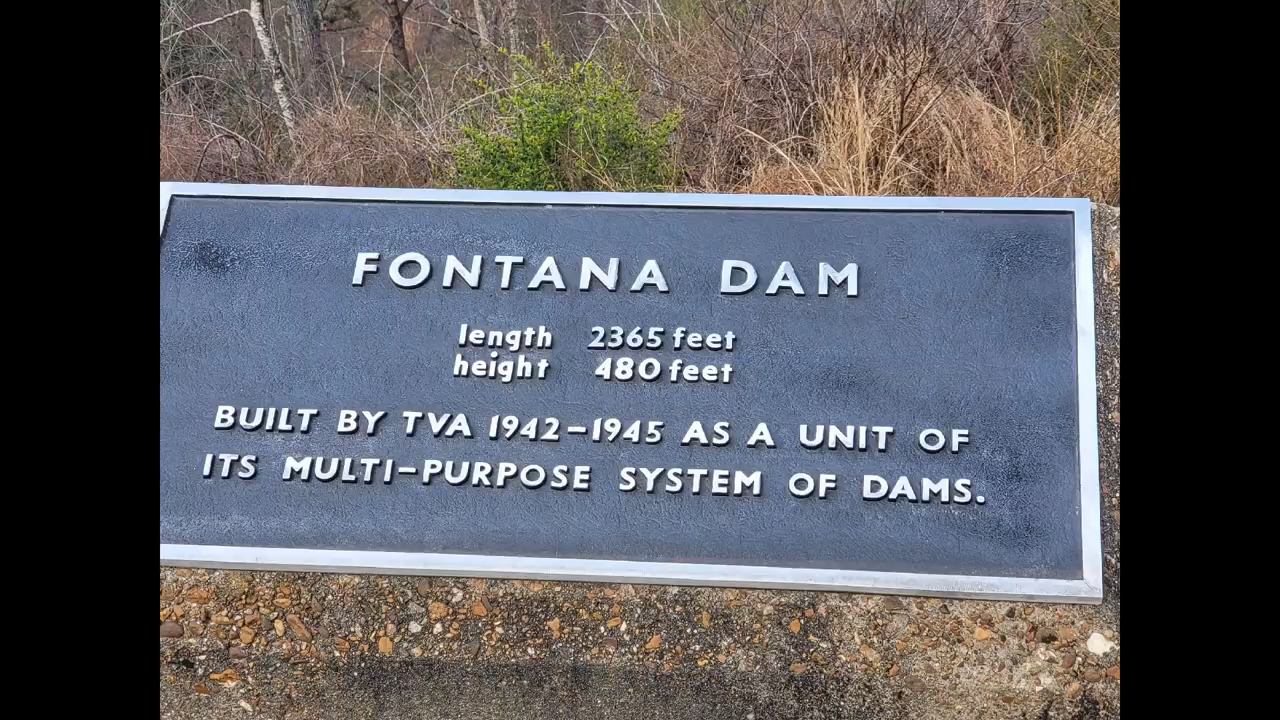 FONTANA DAM
length 2365 feet
height 480 feet
BUILT BY TVA 1942-1945 AS A UNIT OF
ITS MULTI-PURPOSE SYSTEM OF DAMS.